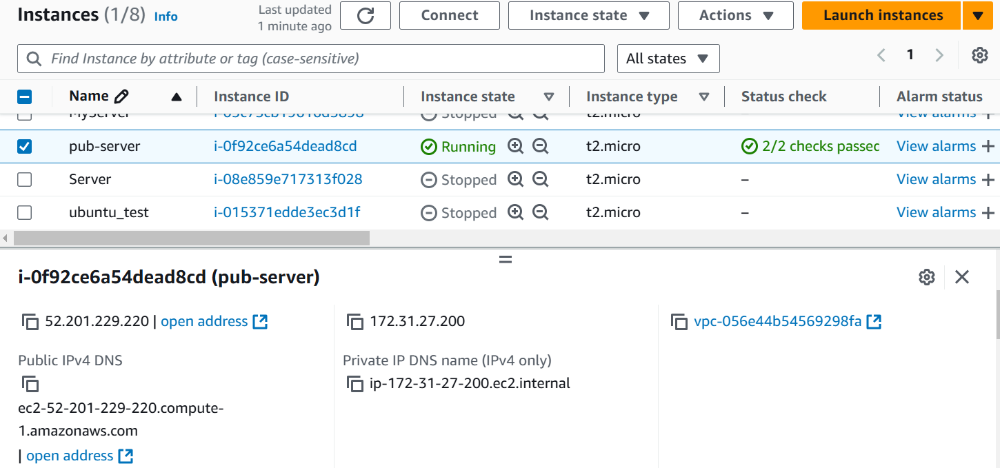 Instances (1/8) Info
Last updated
1 minute ago
Connect
Instance state
Actions
Launch instances
Find Instance by attribute or tag (case-sensitive)
All states
1
Name Instance ID Instance state Instance type Status check Alarm status
MyServer Stopped t2.micro – View alarms +
pub-server i-0f92ce6a54dead8cd Running t2.micro 2/2 checks passed View alarms +
Server i-08e859e717313f028 Stopped t2.micro – View alarms +
ubuntu_test i-015371edde3ec3d1f Stopped t2.micro – View alarms +
i-0f92ce6a54dead8cd (pub-server)
52.201.229.220 | open address
Public IPv4 DNS
ec2-52-201-229-220.compute-
1.amazonaws.com
| open address
172.31.27.200
Private IP DNS name (IPv4 only)
ip-172-31-27-200.ec2.internal
vpc-056e44b54569298fa